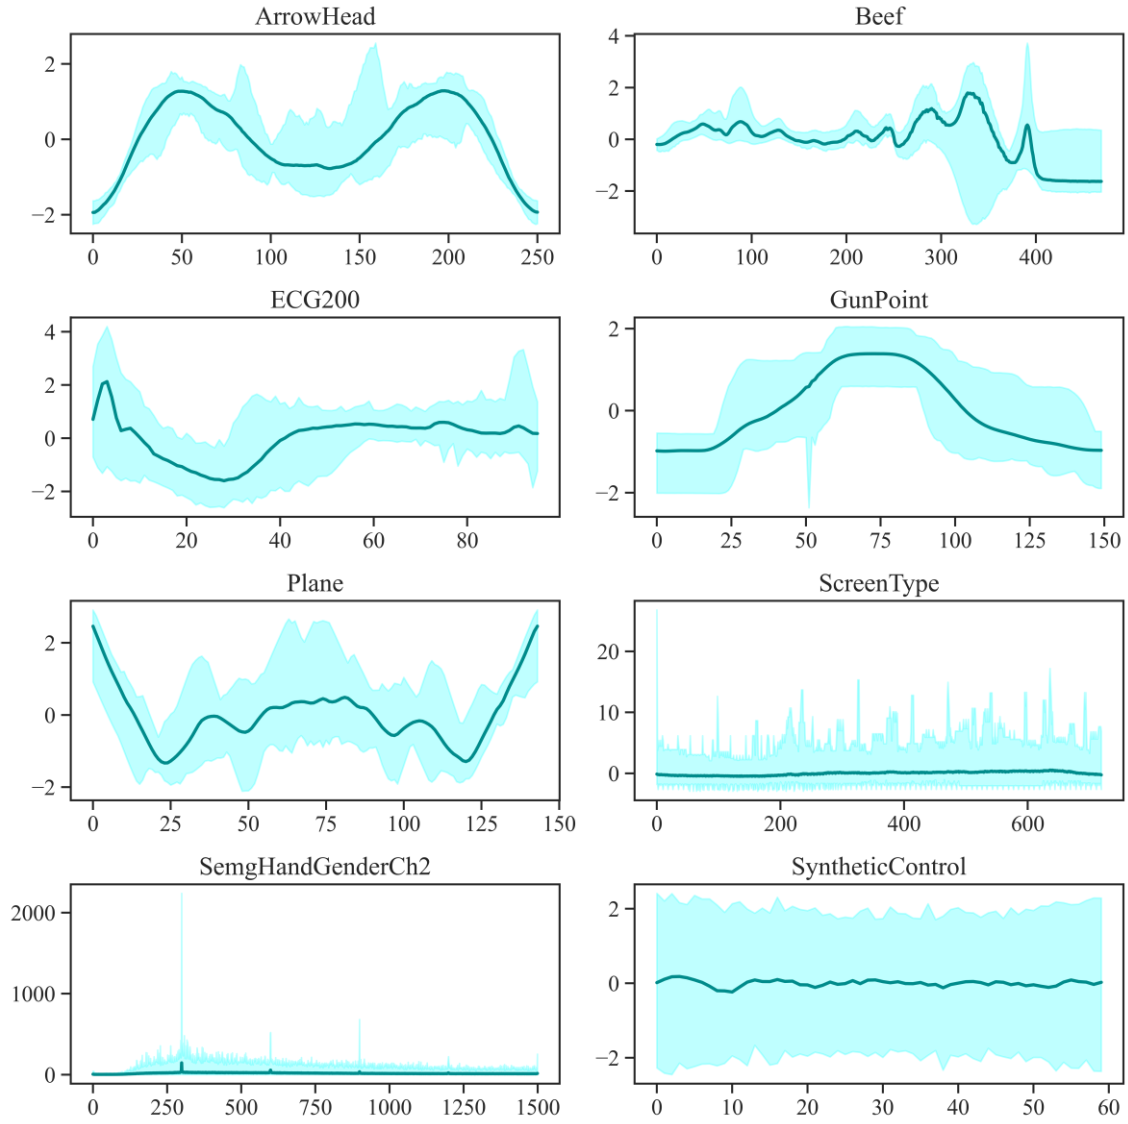 ArrowHead
2
0
−2
0 50 100 150 200 250
Beef
4
2
0
−2
0 100 200 300 400
ECG200
4
2
0
−2
0 20 40 60 80
GunPoint
2
0
−2
0 25 50 75 100 125 150
Plane
2
0
−2
0 25 50 75 100 125 150
ScreenType
20
10
0
0 200 400 600
SemgHandGenderCh2
2000
1000
0
0 250 500 750 1000 1250 1500
SyntheticControl
2
0
−2
0 10 20 30 40 50 60